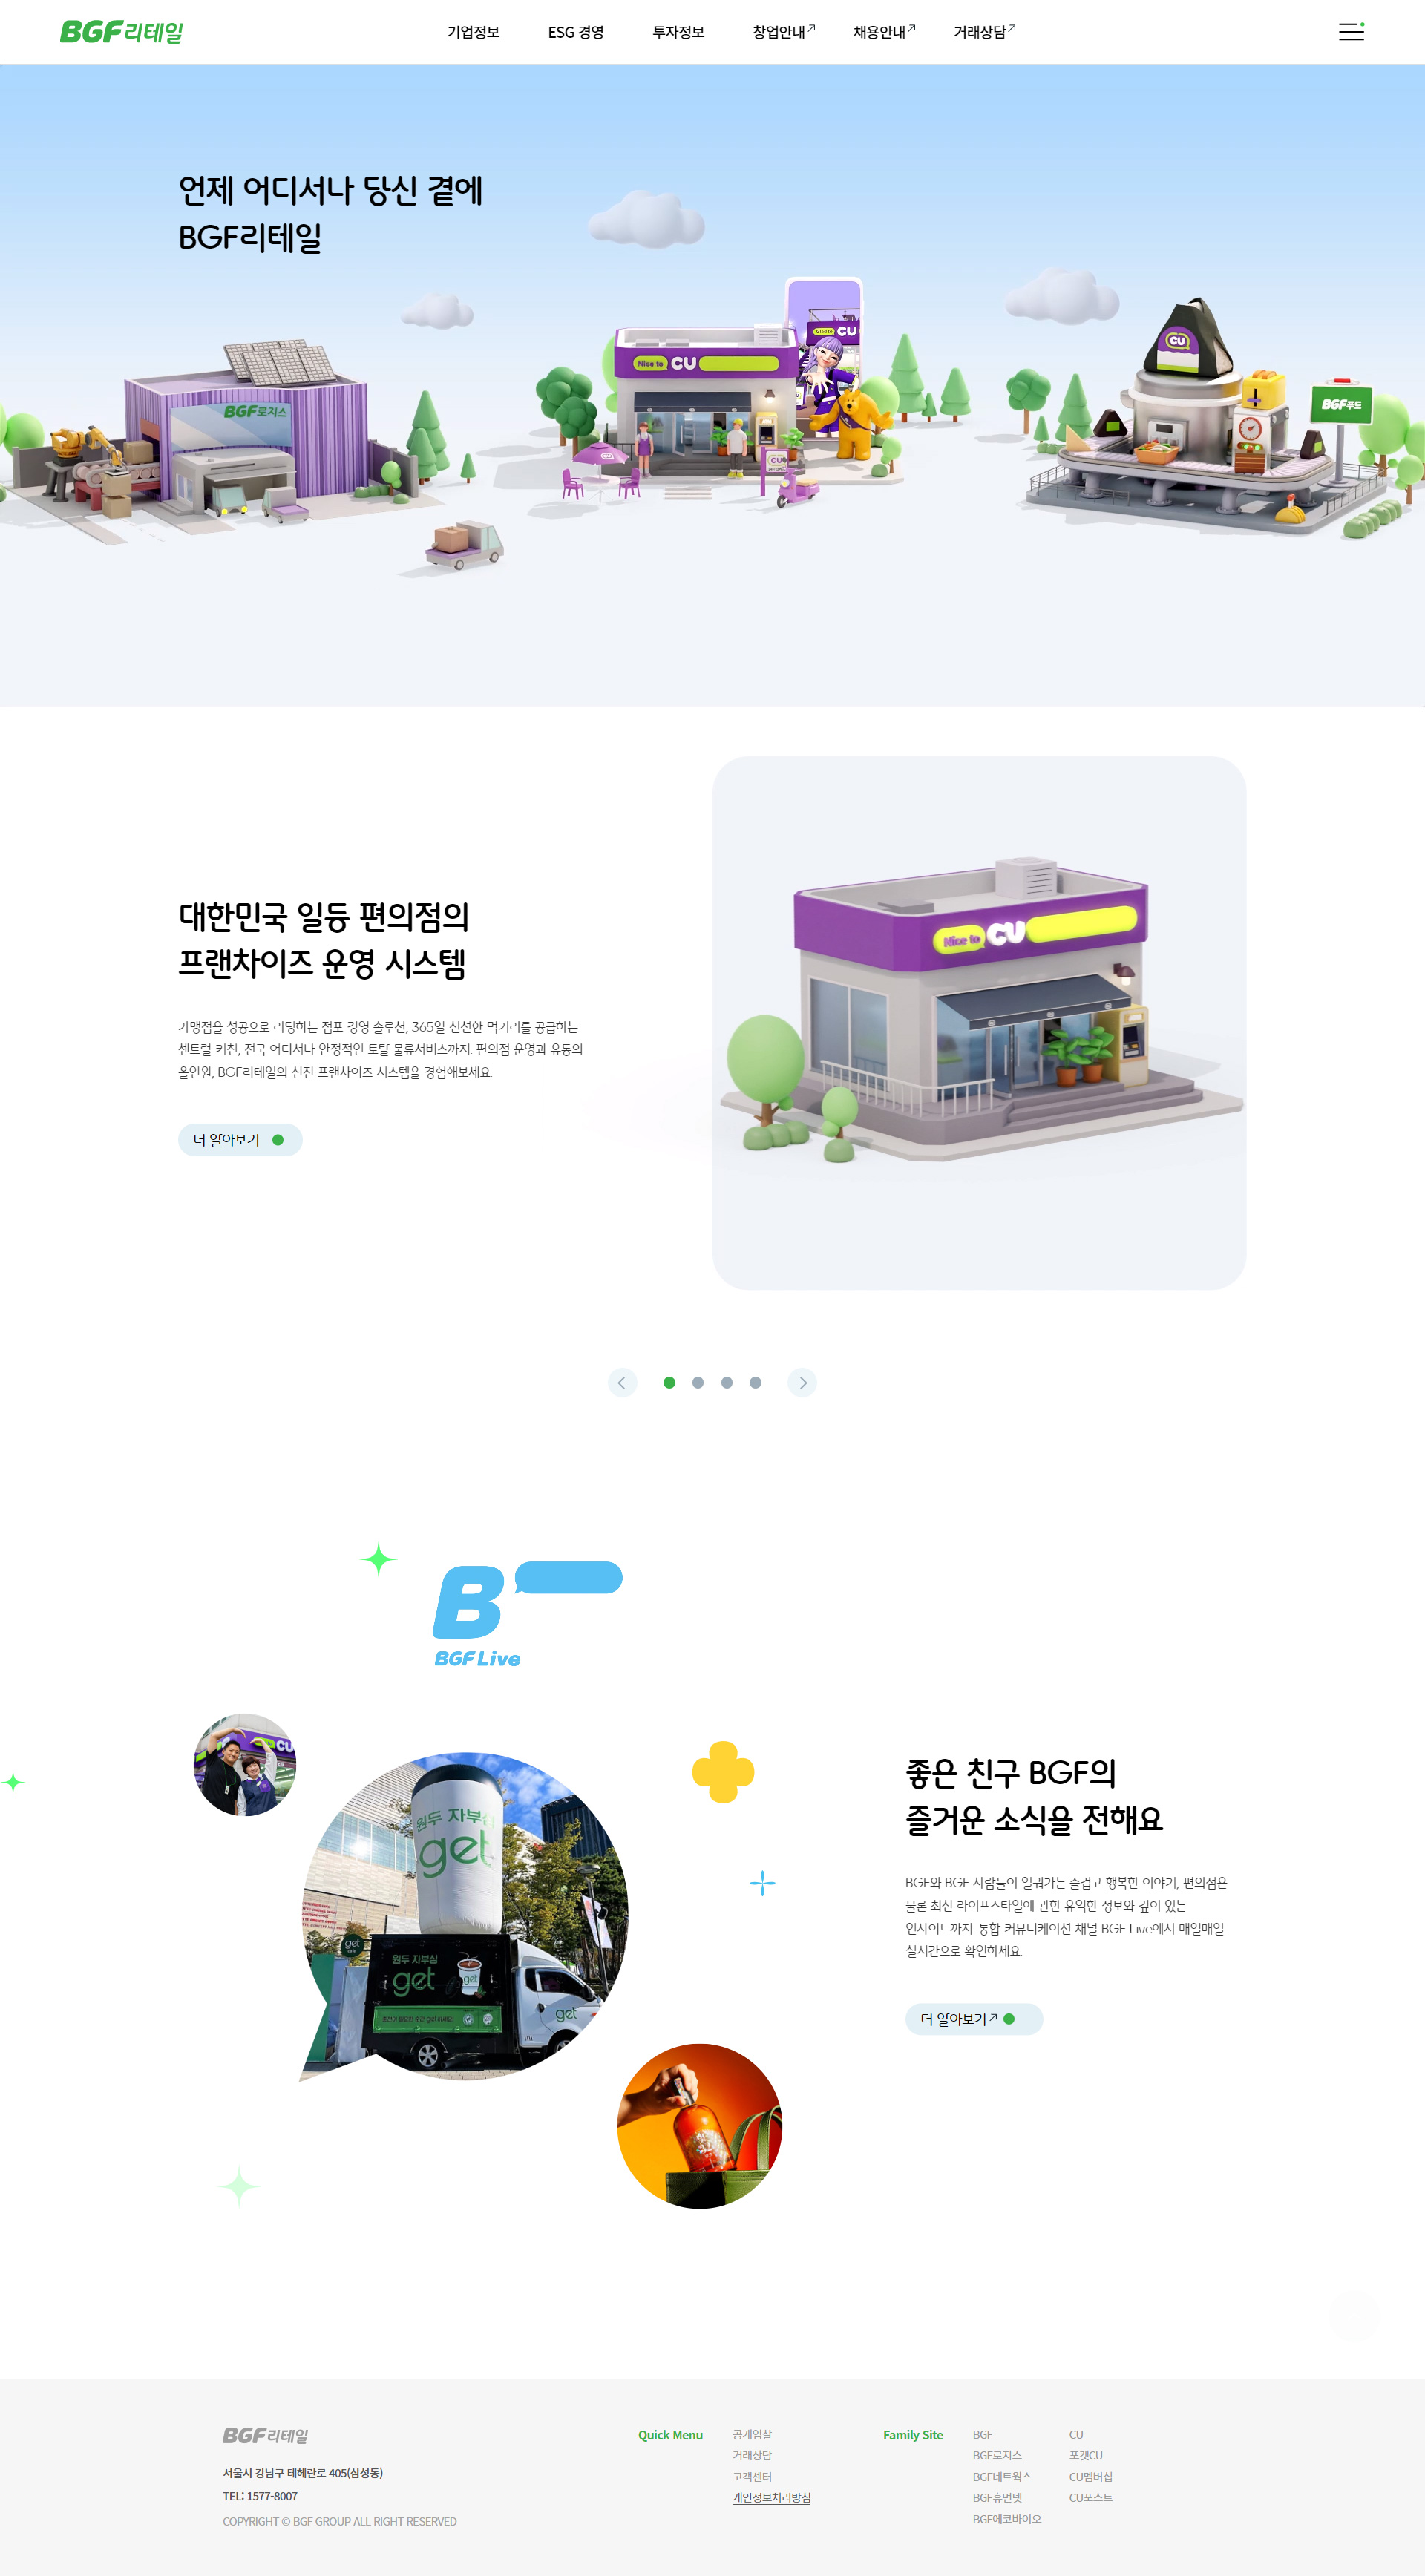 BGF리테일
기업정보
ESG 경영
투자정보
창업안내
채용안내
거래상담
언제 어디서나 당신 곁에
BGF리테일
BGF로지스
Nice to CU
CU
CU
CU
BGF푸드
대한민국 일등 편의점의
프랜차이즈 운영 시스템
가맹점을 성공으로 리딩하는 점포 경영 솔루션, 365일 신선한 먹거리를 공급하는
센트럴 키친, 전국 어디서나 안정적인 토탈 물류서비스까지. 편의점 운영과 유통의
올인원, BGF리테일의 선진 프랜차이즈 시스템을 경험해보세요.
더 알아보기
Nice to CU
B
BGF Live
원두 자부심
get
get
원두 자부심
get
get
get
좋은 친구 BGF의
즐거운 소식을 전해요
BGF와 BGF 사람들이 일궈가는 즐겁고 행복한 이야기, 편의점은
물론 최신 라이프스타일에 관한 유익한 정보와 깊이 있는
인사이트까지. 통합 커뮤니케이션 채널 BGF Live에서 매일매일
실시간으로 확인하세요.
더 알아보기
BGF리테일
서울시 강남구 테헤란로 405(삼성동)
TEL: 1577-8007
COPYRIGHT © BGF GROUP ALL RIGHT RESERVED
Quick Menu
공개입찰
거래상담
고객센터
개인정보처리방침
Family Site
BGF
BGF로지스
BGF네트웍스
BGF휴먼넷
BGF에코바이오
CU
포켓CU
CU멤버십
CU포스트